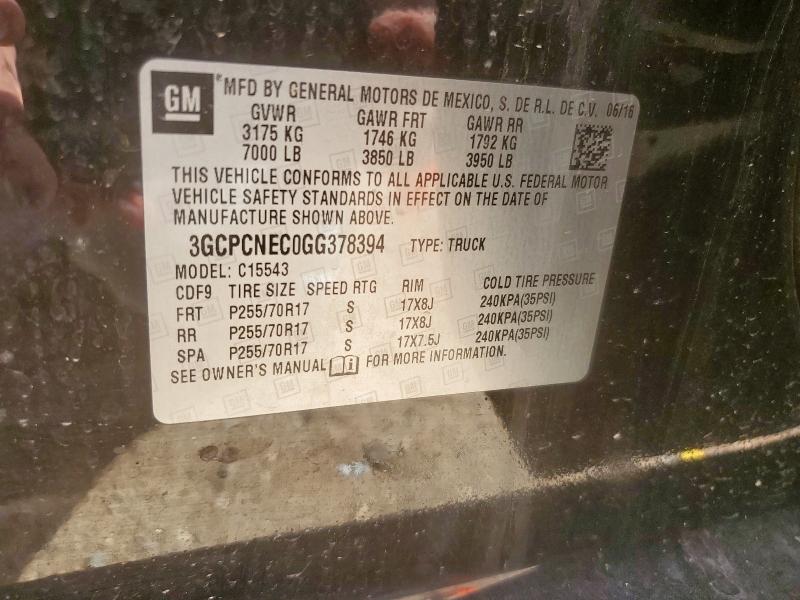 GM
MFD BY GENERAL MOTORS DE MEXICO, S. DE R.L. DE C.V. 06/16
GVWR GAWR FRT GAWR RR
3175 KG 1746 KG 1792 KG
7000 LB 3850 LB 3950 LB
THIS VEHICLE CONFORMS TO ALL APPLICABLE U.S. FEDERAL MOTOR
VEHICLE SAFETY STANDARDS IN EFFECT ON THE DATE OF
MANUFACTURE SHOWN ABOVE.
3GCPCNEC0GG378394 TYPE: TRUCK
MODEL: C15543
CDF9 TIRE SIZE SPEED RTG RIM COLD TIRE PRESSURE
FRT P255/70R17 S 17X8J 240KPA(35PSI)
RR P255/70R17 S 17X8J 240KPA(35PSI)
SPA P255/70R17 S 17X7.5J 240KPA(35PSI)
SEE OWNER'S MANUAL FOR MORE INFORMATION.